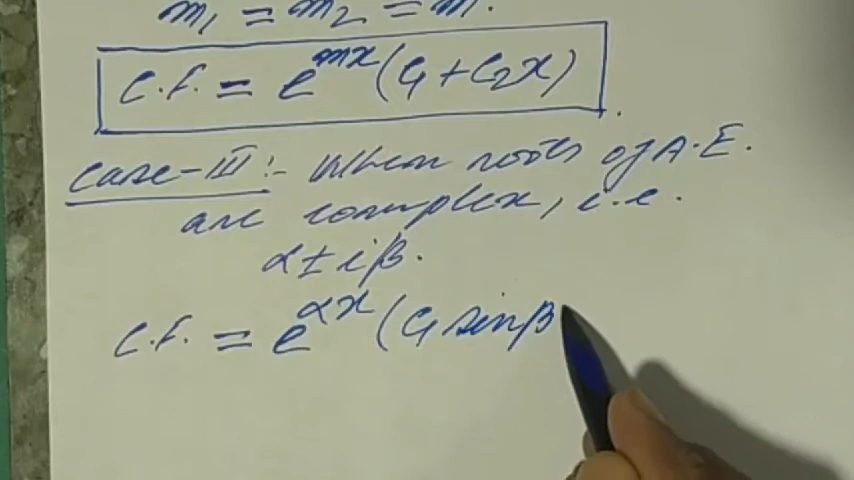 m₁ = m₂ = m.
C.F. = e^{mx}(C₁ + C₂x)
Case-III :- When roots of A.E.
are complex, i.e.
α ± iβ.
C.F. = e^{αx}(C₁ sinβ